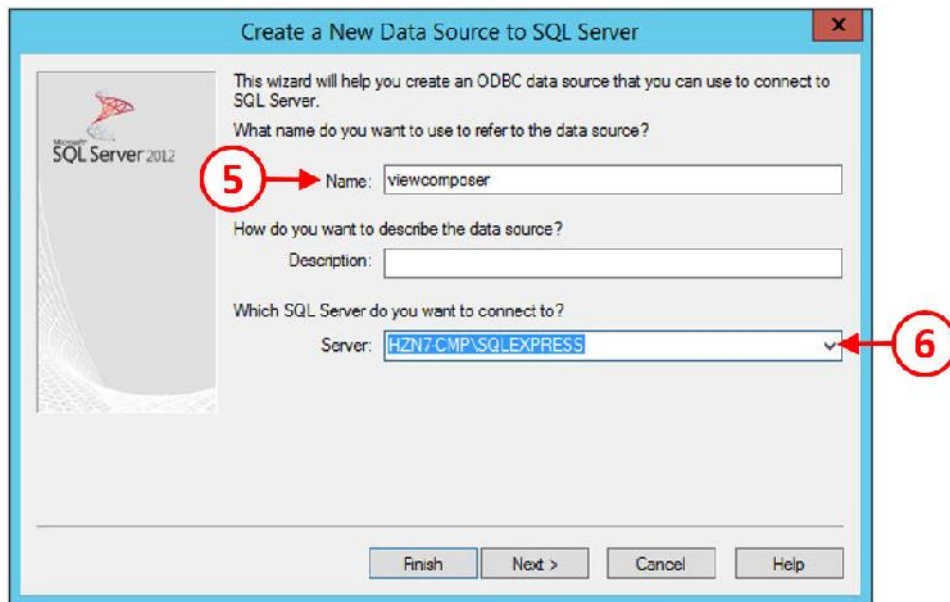 Create a New Data Source to SQL Server
x
This wizard will help you create an ODBC data source that you can use to connect to
SQL Server.
What name do you want to use to refer to the data source?
Microsoft
SQL Server 2012
5
Name: viewcomposer
How do you want to describe the data source?
Description:
Which SQL Server do you want to connect to?
Server: HZN7-CMP\SQLEXPRESS
6
Finish
Next >
Cancel
Help